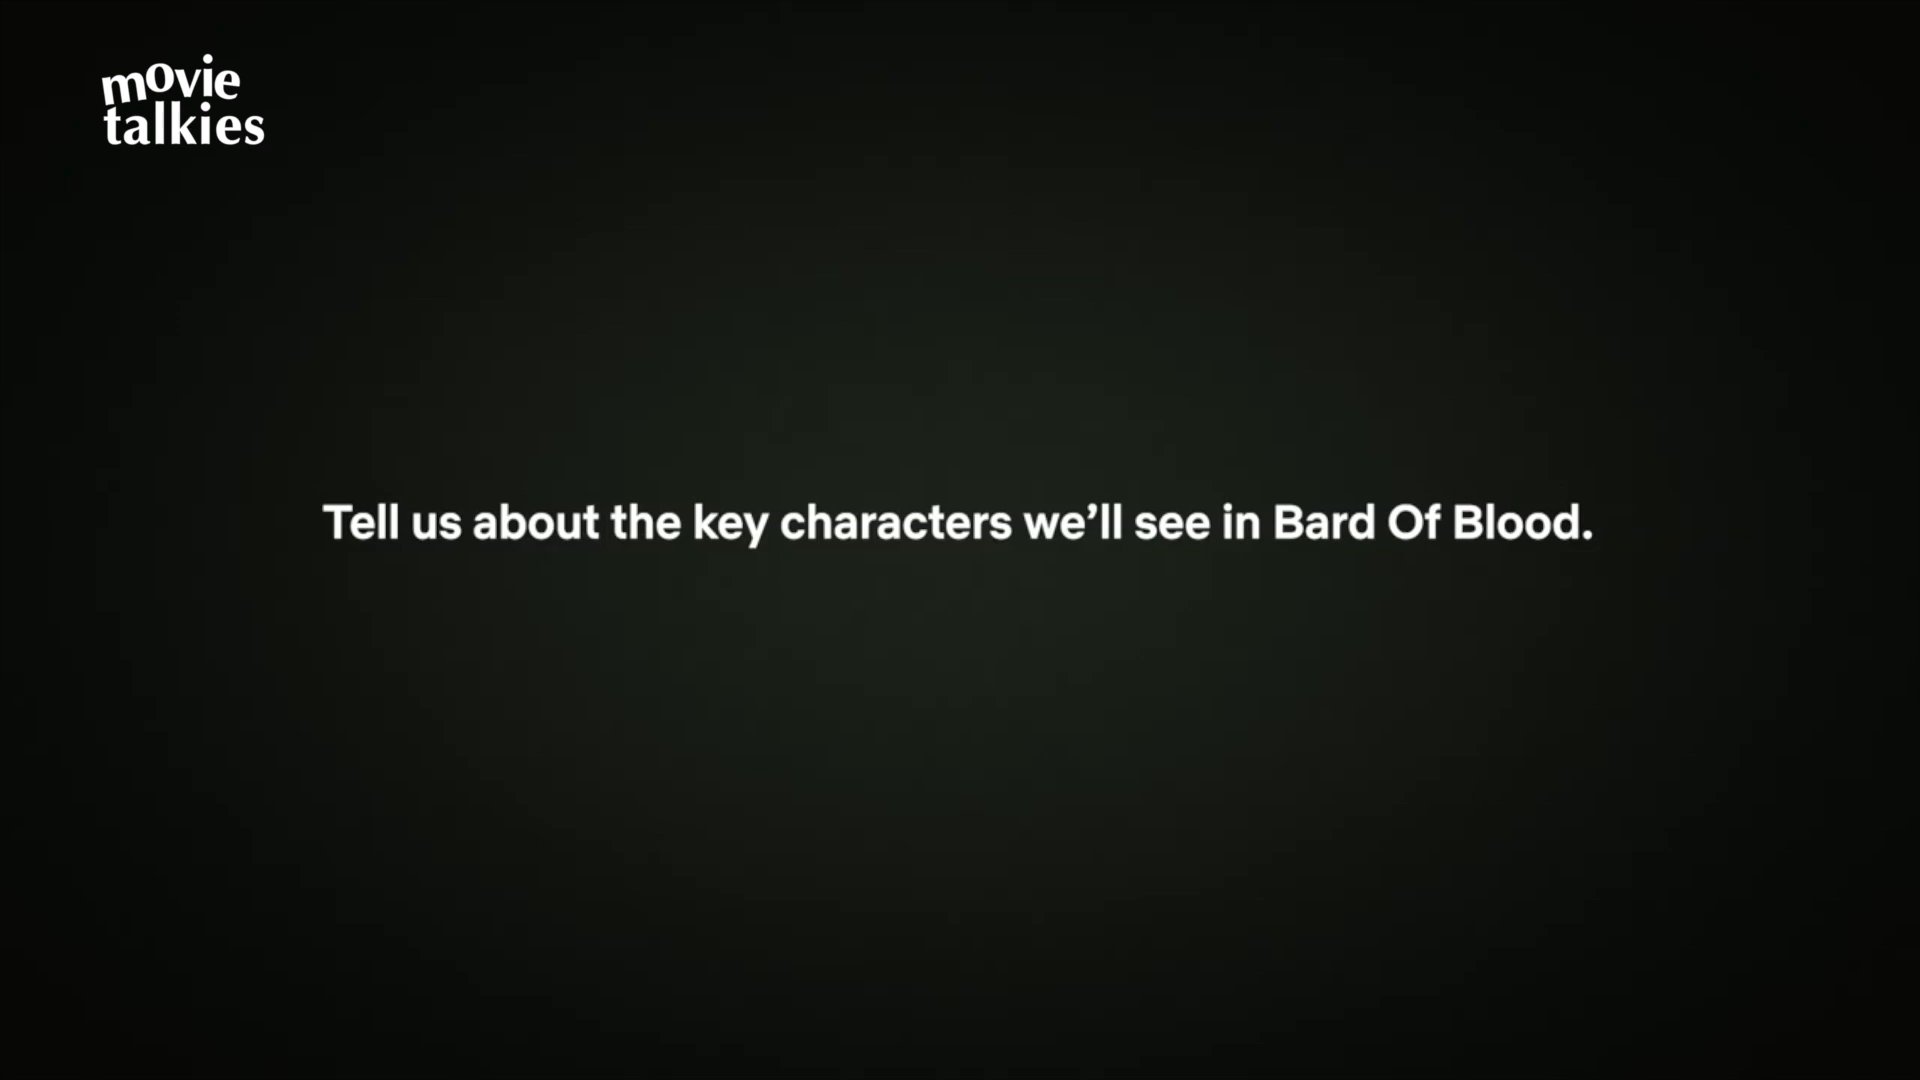 movie
talkies
Tell us about the key characters we’ll see in Bard Of Blood.